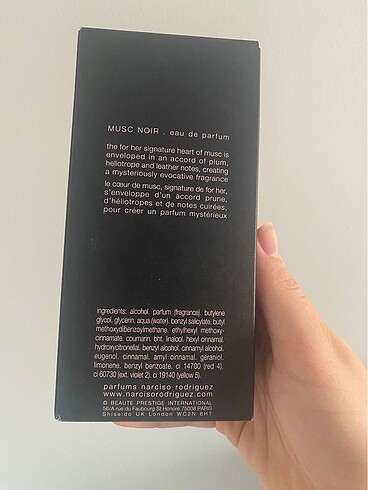 MUSC NOIR . eau de parfum
the for her signature heart of musc is
enveloped in an accord of plum,
heliotrope and leather notes, creating
a mysteriously evocative fragrance
le cœur de musc, signature de for her,
s'enveloppe d'un accord prune,
d'héliotropes et de notes cuirées,
pour créer un parfum mystérieux
ingredients: alcohol. parfum (fragrance). butylene
glycol. glycerin. aqua (water). benzyl salicylate. butyl
methoxydibenzoylmethane. ethylhexyl methoxy-
cinnamate. coumarin. bht. linalool. hexyl cinnamal.
hydroxycitronellal. benzyl alcohol. cinnamyl alcohol.
eugenol. cinnamal. amyl cinnamal. geraniol.
limonene. benzyl benzoate. ci 14700 (red 4).
ci 60730 (ext. violet 2). ci 19140 (yellow 5).
parfums narciso rodriguez
www.narcisorodriguez.com
© BEAUTE PRESTIGE INTERNATIONAL
56/A rue du Faubourg St Honoré 75008 PARIS
Shiseido UK London WC2N 6HT